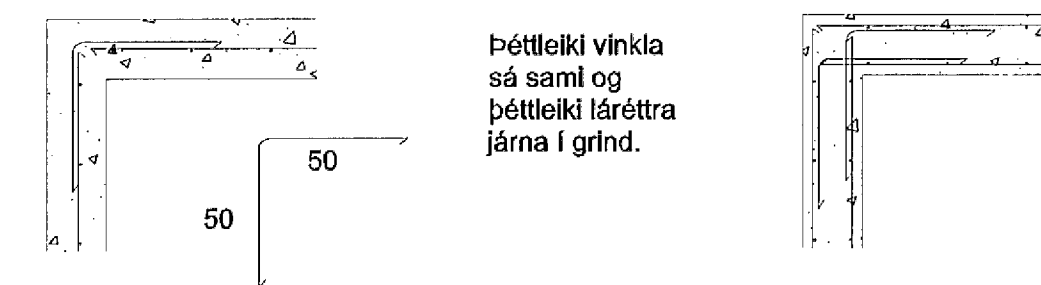 Þéttleiki vinkla
sá sami og
þéttleiki láréttra
járna í grind.
50
50